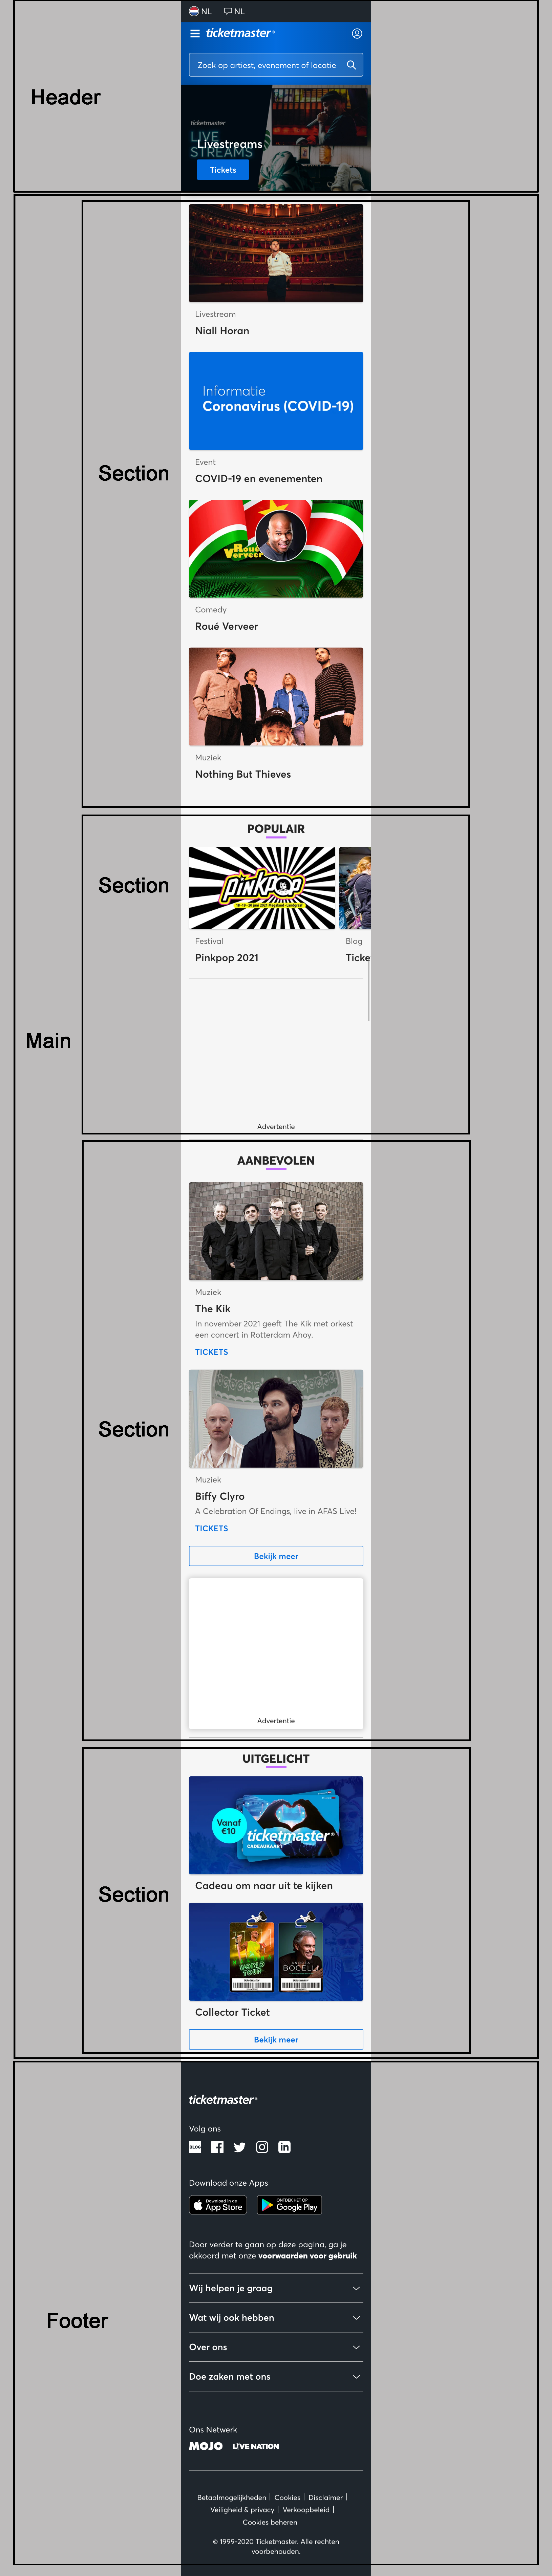 NL NL
ticketmaster®
Zoek op artiest, evenement of locatie
Header
ticketmaster
LIVE
STREAMS
Livestreams
Tickets
Livestream
Niall Horan
Informatie
Coronavirus (COVID-19)
Section
Event
COVID-19 en evenementen
Roué
Verveer
Comedy
Roué Verveer
Muziek
Nothing But Thieves
POPULAIR
Section
PINKPOP
Festival
Blog
Pinkpop 2021
Ticke
Main
Advertentie
AANBEVOLEN
Muziek
The Kik
In november 2021 geeft The Kik met orkest
een concert in Rotterdam Ahoy.
TICKETS
Section
Muziek
Biffy Clyro
A Celebration Of Endings, live in AFAS Live!
TICKETS
Bekijk meer
Advertentie
UITGELICHT
Vanaf
€10
ticketmaster®
CADEAUKAART
Cadeau om naar uit te kijken
Section
WORLD
TOUR
BOCELLI
Collector Ticket
Bekijk meer
ticketmaster®
Volg ons
BLOG
Download onze Apps
Download in de
App Store
ONTDEK HET OP
Google Play
Door verder te gaan op deze pagina, ga je
akkoord met onze voorwaarden voor gebruik
Wij helpen je graag
Footer
Wat wij ook hebben
Over ons
Doe zaken met ons
Ons Netwerk
MOJO LIVE NATION
Betaalmogelijkheden | Cookies | Disclaimer |
Veiligheid & privacy | Verkoopbeleid |
Cookies beheren
© 1999-2020 Ticketmaster. Alle rechten
voorbehouden.